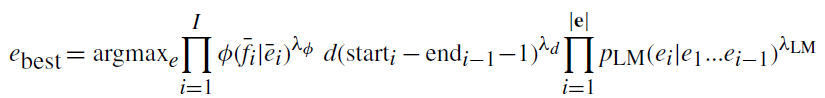 e_best = argmax_e ∏_{i=1}^{I} ϕ(f̄_i|ē_i)^{λ_ϕ} d(start_i − end_{i−1} − 1)^{λ_d} ∏_{i=1}^{|e|} p_LM(e_i|e_1...e_{i−1})^{λ_LM}